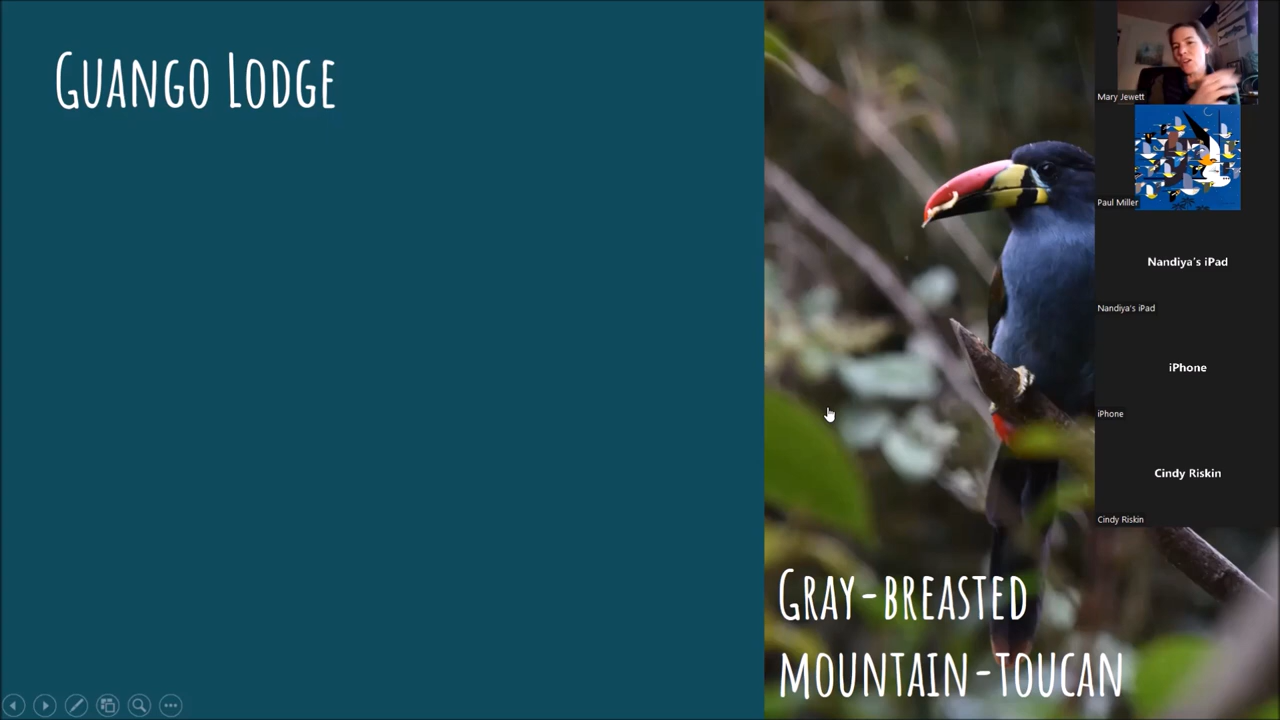 Guango Lodge
Mary Jewett
Paul Miller
Nandiya's iPad
Nandiya's iPad
iPhone
iPhone
Cindy Riskin
Cindy Riskin
Gray-breasted
mountain-toucan